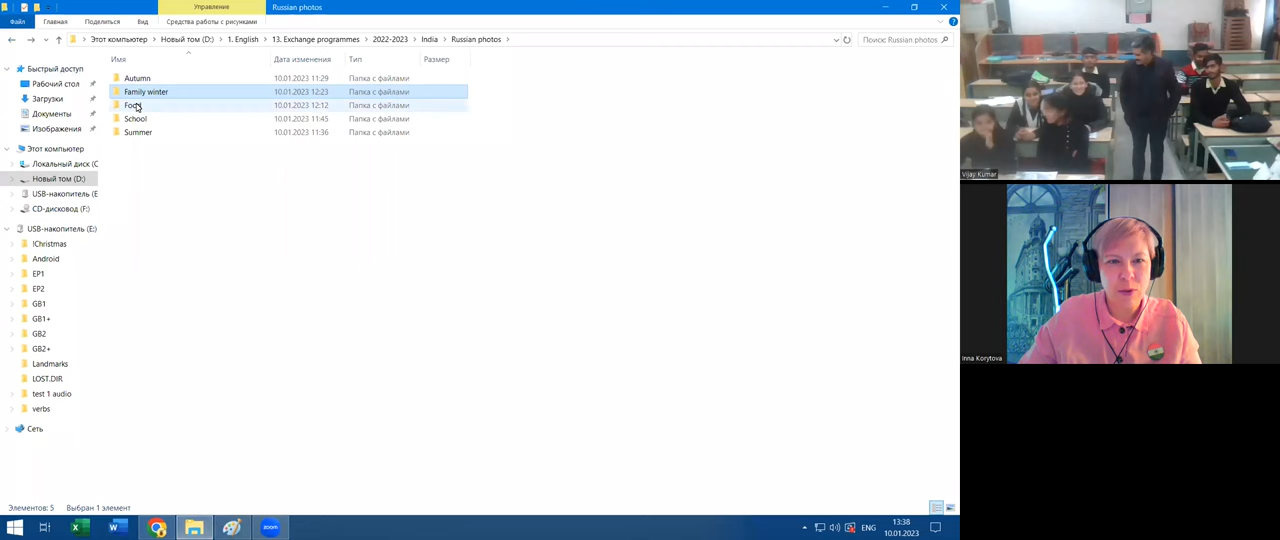 Управление
Russian photos
Файл
Главная
Поделиться
Вид
Средства работы с рисунками
Этот компьютер
Новый том (D:)
1. English
13. Exchange programmes
2022-2023
India
Russian photos
Поиск: Russian photos
Имя
Дата изменения
Тип
Размер
Autumn 10.01.2023 11:29 Папка с файлами
Family winter 10.01.2023 12:23 Папка с файлами
Food 10.01.2023 12:12 Папка с файлами
School 10.01.2023 11:45 Папка с файлами
Summer 10.01.2023 11:36 Папка с файлами
Быстрый доступ
Рабочий стол
Загрузки
Документы
Изображения
Этот компьютер
Локальный диск (C
Новый том (D:)
USB-накопитель (E
CD-дисковод (F:)
USB-накопитель (E:)
!Christmas
Android
EP1
EP2
GB1
GB1+
GB2
GB2+
Landmarks
LOST.DIR
test 1 audio
verbs
Сеть
Элементов: 5
Выбран 1 элемент
zoom
ENG
13:38
10.01.2023
Vijay Kumar
Inna Korytova